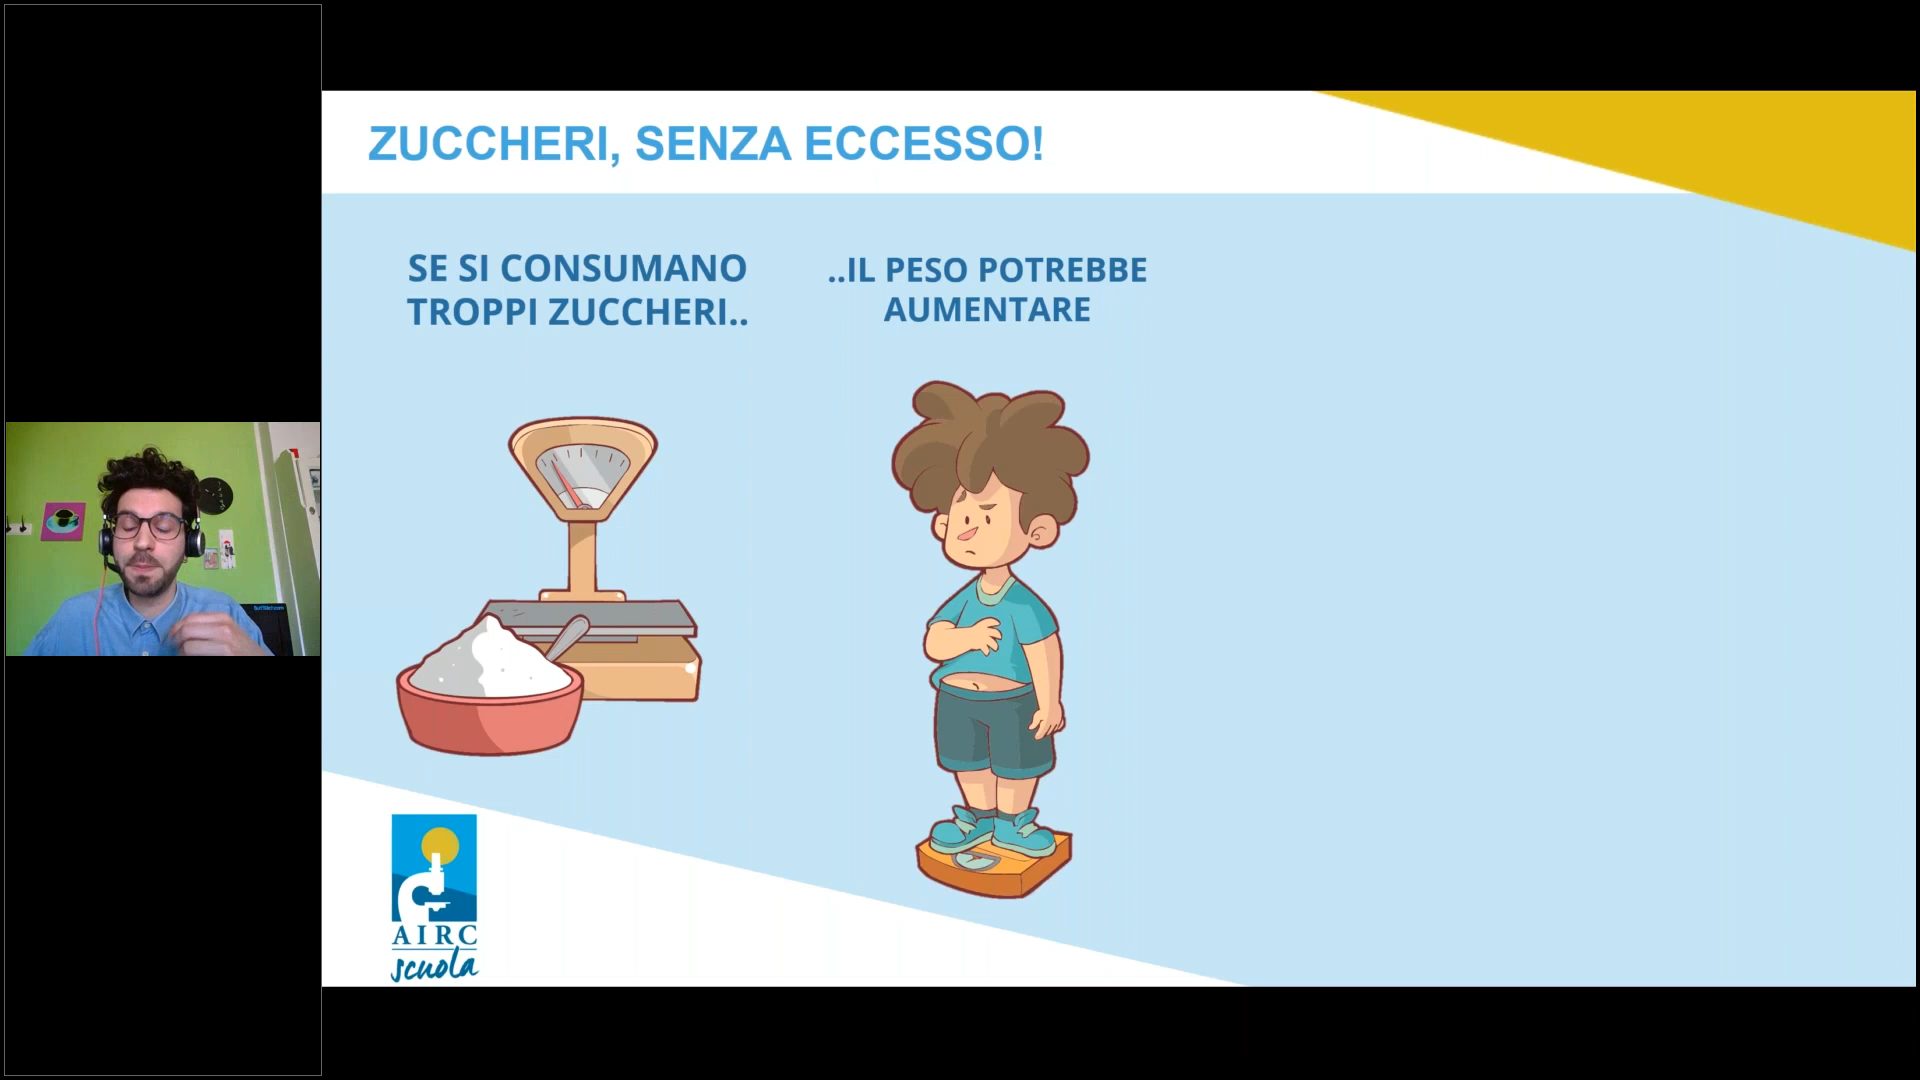 ZUCCHERI, SENZA ECCESSO!
SE SI CONSUMANO
TROPPI ZUCCHERI..
..IL PESO POTREBBE
AUMENTARE
AIRC
scuola